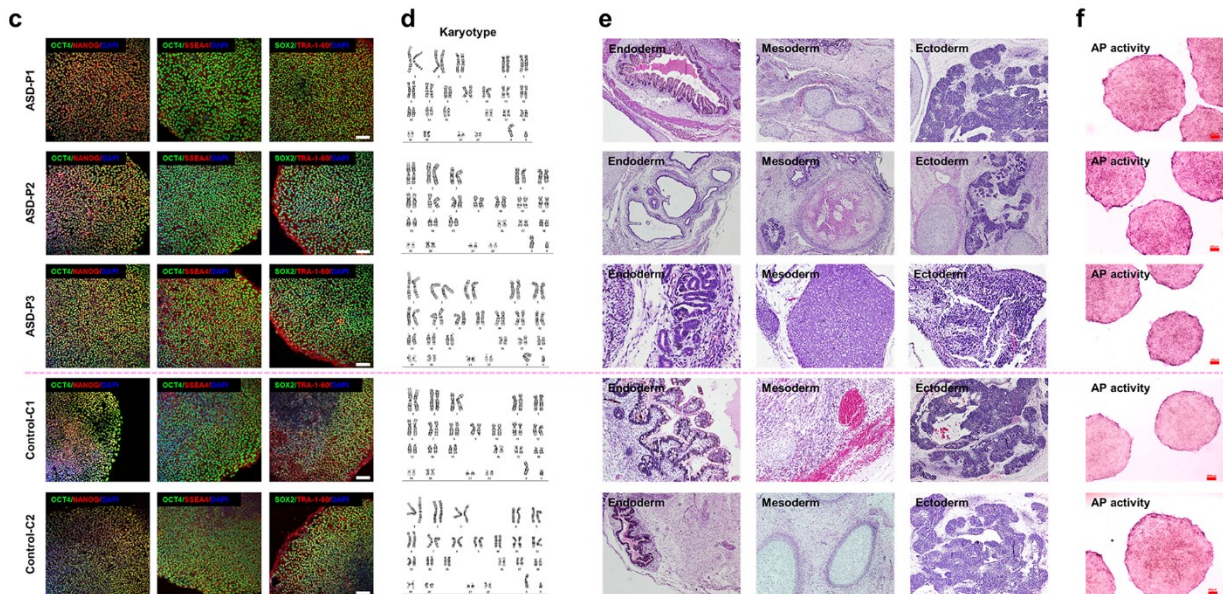 c d e f
Karyotype
ASD-P1
OCT4/NANOG/DAPI OCT4/SSEA4/DAPI SOX2/TRA-1-60/DAPI
Endoderm Mesoderm Ectoderm AP activity
ASD-P2
OCT4/NANOG/DAPI OCT4/SSEA4/DAPI SOX2/TRA-1-60/DAPI
Endoderm Mesoderm Ectoderm AP activity
ASD-P3
OCT4/NANOG/DAPI OCT4/SSEA4/DAPI SOX2/TRA-1-60/DAPI
Endoderm Mesoderm Ectoderm AP activity
Control-C1
OCT4/NANOG/DAPI OCT4/SSEA4/DAPI SOX2/TRA-1-60/DAPI
Endoderm Mesoderm Ectoderm AP activity
Control-C2
OCT4/NANOG/DAPI OCT4/SSEA4/DAPI SOX2/TRA-1-60/DAPI
Endoderm Mesoderm Ectoderm AP activity